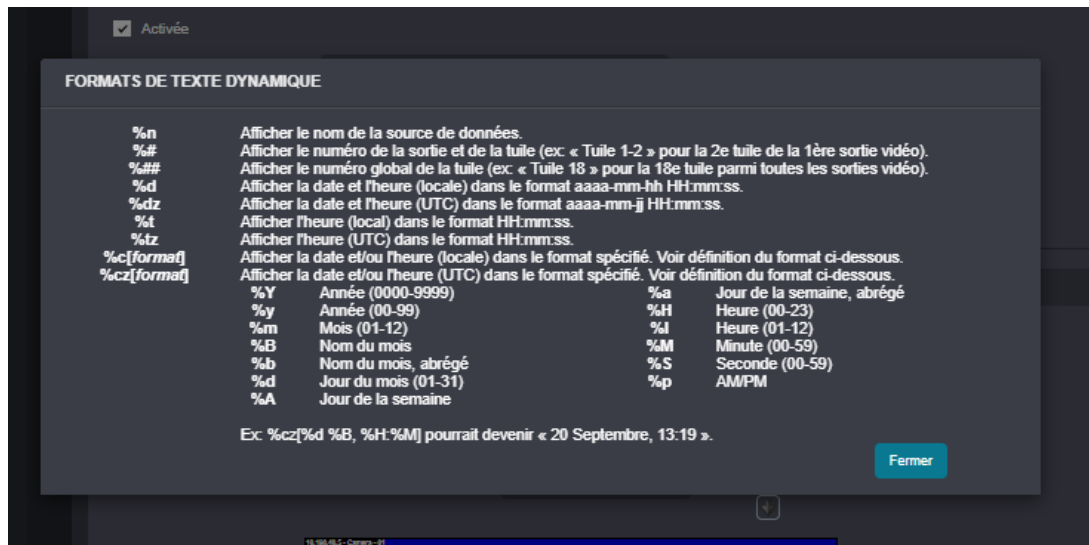 Activée
FORMATS DE TEXTE DYNAMIQUE
%n Afficher le nom de la source de données.
%# Afficher le numéro de la sortie et de la tuile (ex: « Tuile 1-2 » pour la 2e tuile de la 1ère sortie vidéo).
%## Afficher le numéro global de la tuile (ex: « Tuile 18 » pour la 18e tuile parmi toutes les sorties vidéo).
%d Afficher la date et l'heure (locale) dans le format aaaa-mm-hh HH:mm:ss.
%dz Afficher la date et l'heure (UTC) dans le format aaaa-mm-jj HH:mm:ss.
%t Afficher l'heure (local) dans le format HH:mm:ss.
%tz Afficher l'heure (UTC) dans le format HH:mm:ss.
%c[format] Afficher la date et/ou l'heure (locale) dans le format spécifié. Voir définition du format ci-dessous.
%cz[format] Afficher la date et/ou l'heure (UTC) dans le format spécifié. Voir définition du format ci-dessous.
%Y Année (0000-9999) %a Jour de la semaine, abrégé
%y Année (00-99) %H Heure (00-23)
%m Mois (01-12) %I Heure (01-12)
%B Nom du mois %M Minute (00-59)
%b Nom du mois, abrégé %S Seconde (00-59)
%d Jour du mois (01-31) %p AM/PM
%A Jour de la semaine
Ex: %cz[%d %B, %H:%M] pourrait devenir « 20 Septembre, 13:19 ».
Fermer